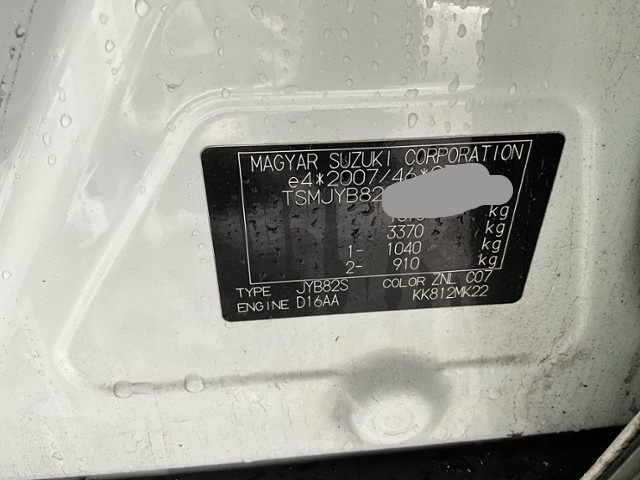 MAGYAR SUZUKI CORPORATION
e4*2007/46*
TSMJYB82
kg
3370 kg
1- 1040 kg
2- 910 kg
TYPE JYB82S COLOR ZNL C07
ENGINE D16AA KK812MK22